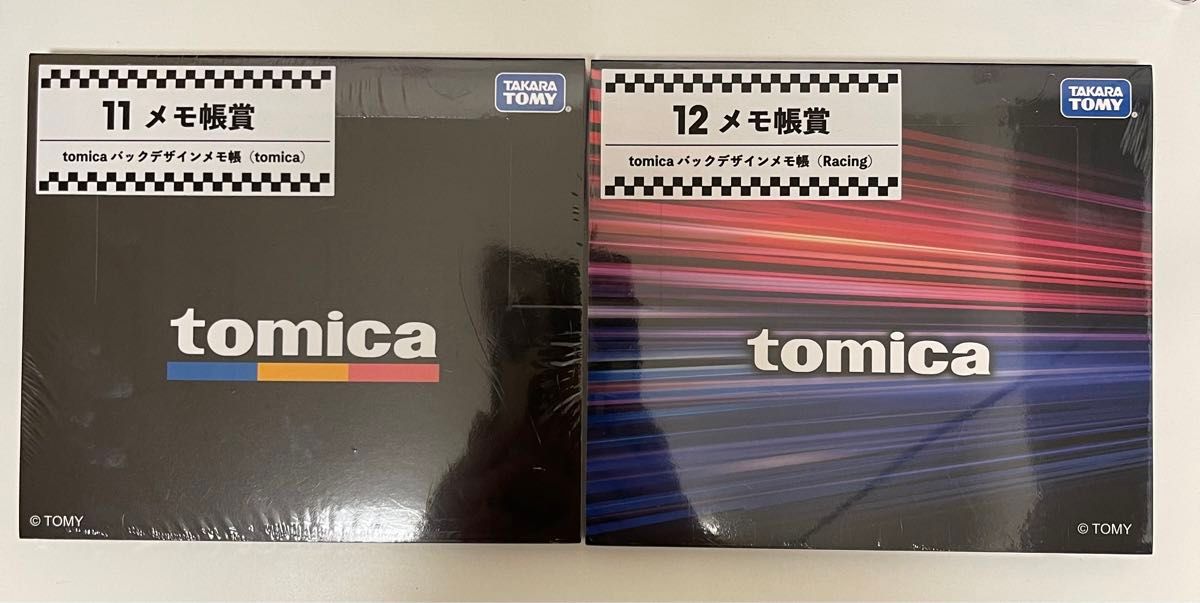 11 メモ帳賞
tomica バックデザインメモ帳（tomica）
TAKARA
TOMY
tomica
© TOMY
12 メモ帳賞
tomica バックデザインメモ帳（Racing）
TAKARA
TOMY
tomica
© TOMY